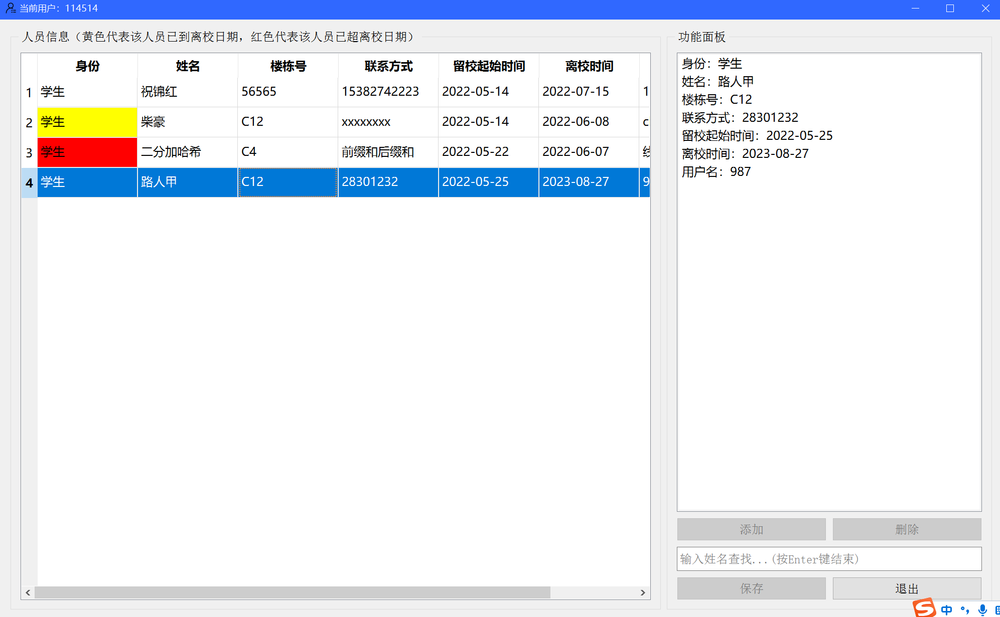 当前用户：114514
人员信息（黄色代表该人员已到离校日期，红色代表该人员已超离校日期）
身份 姓名 楼栋号 联系方式 留校起始时间 离校时间
1 学生 祝锦红 56565 15382742223 2022-05-14 2022-07-15 1
2 学生 柴豪 C12 xxxxxxxx 2022-05-14 2022-06-08 c
3 学生 二分加哈希 C4 前缀和后缀和 2022-05-22 2022-06-07
4 学生 路人甲 C12 28301232 2022-05-25 2023-08-27 9
功能面板
身份：学生
姓名：路人甲
楼栋号：C12
联系方式：28301232
留校起始时间：2022-05-25
离校时间：2023-08-27
用户名：987
添加 删除
输入姓名查找...(按Enter键结束)
保存 退出
中